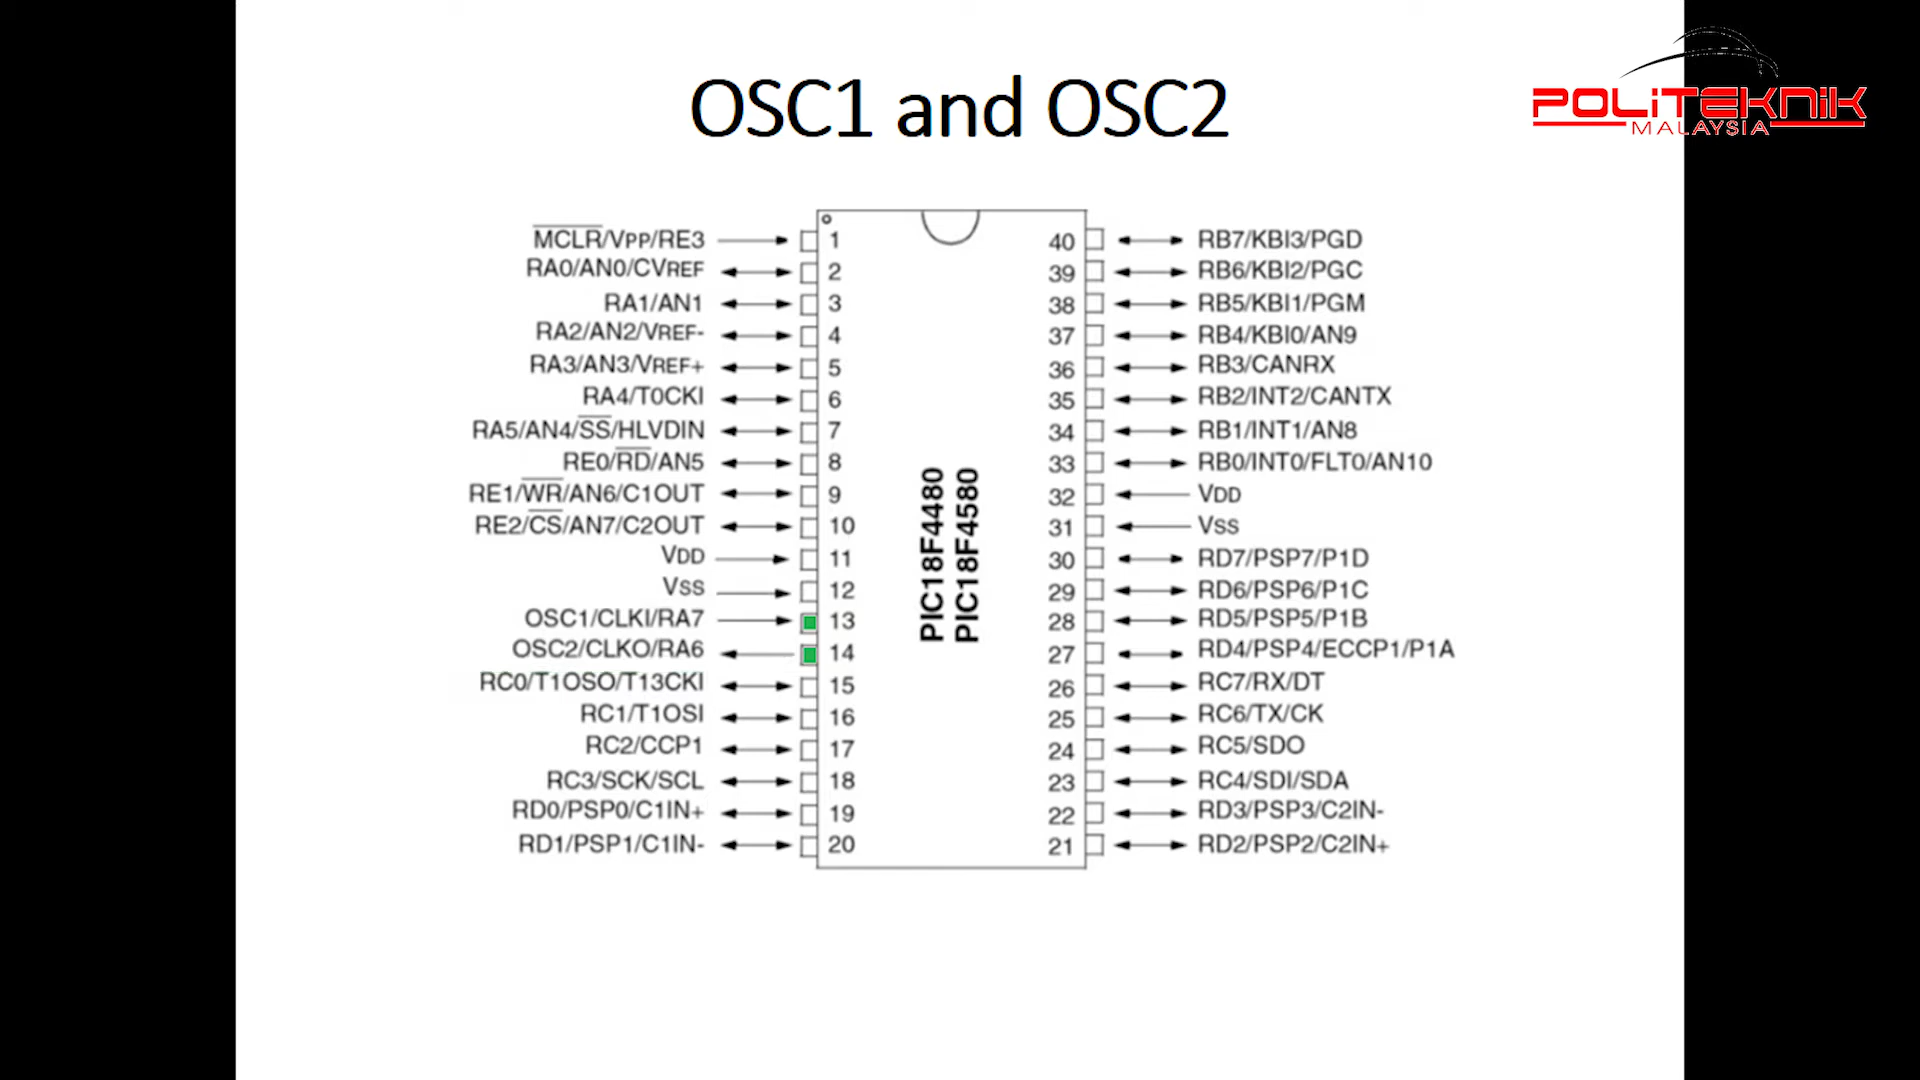 OSC1 and OSC2
POLiTEKNiK
MALAYSIA
MCLR/VPP/RE3 1
RA0/AN0/CVREF 2
RA1/AN1 3
RA2/AN2/VREF- 4
RA3/AN3/VREF+ 5
RA4/T0CKI 6
RA5/AN4/SS/HLVDIN 7
RE0/RD/AN5 8
RE1/WR/AN6/C1OUT 9
RE2/CS/AN7/C2OUT 10
VDD 11
VSS 12
OSC1/CLKI/RA7 13
OSC2/CLKO/RA6 14
RC0/T1OSO/T13CKI 15
RC1/T1OSI 16
RC2/CCP1 17
RC3/SCK/SCL 18
RD0/PSP0/C1IN+ 19
RD1/PSP1/C1IN- 20
PIC18F4480
PIC18F4580
40 RB7/KBI3/PGD
39 RB6/KBI2/PGC
38 RB5/KBI1/PGM
37 RB4/KBI0/AN9
36 RB3/CANRX
35 RB2/INT2/CANTX
34 RB1/INT1/AN8
33 RB0/INT0/FLT0/AN10
32 VDD
31 VSS
30 RD7/PSP7/P1D
29 RD6/PSP6/P1C
28 RD5/PSP5/P1B
27 RD4/PSP4/ECCP1/P1A
26 RC7/RX/DT
25 RC6/TX/CK
24 RC5/SDO
23 RC4/SDI/SDA
22 RD3/PSP3/C2IN-
21 RD2/PSP2/C2IN+